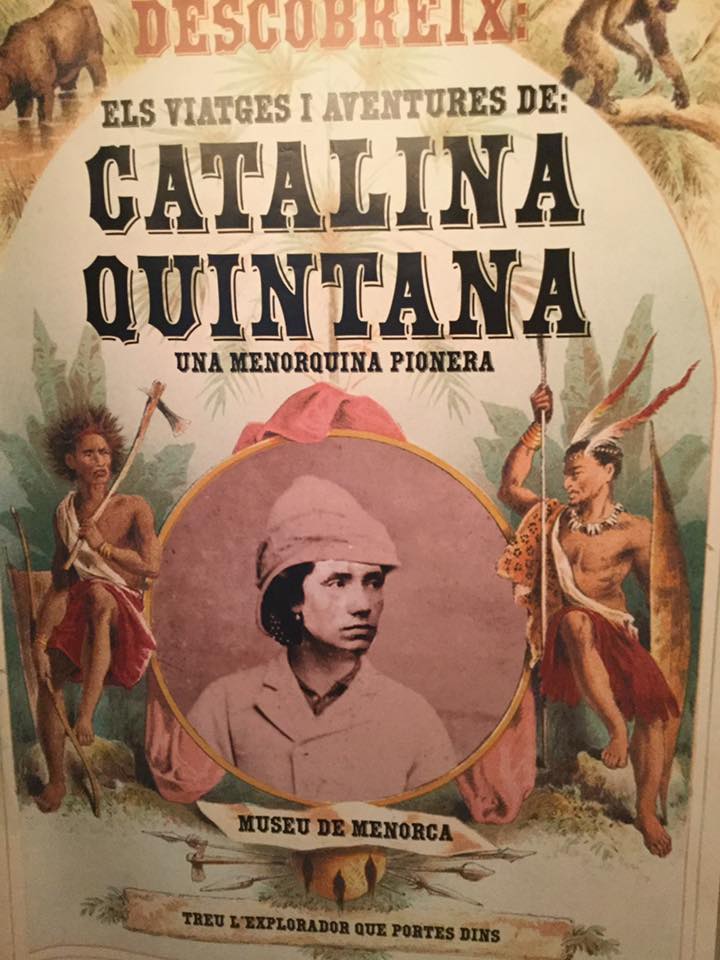 DESCOBREIX:
ELS VIATGES I AVENTURES DE:
CATALINA
QUINTANA
UNA MENORQUINA PIONERA
MUSEU DE MENORCA
TREU L'EXPLORADOR QUE PORTES DINS